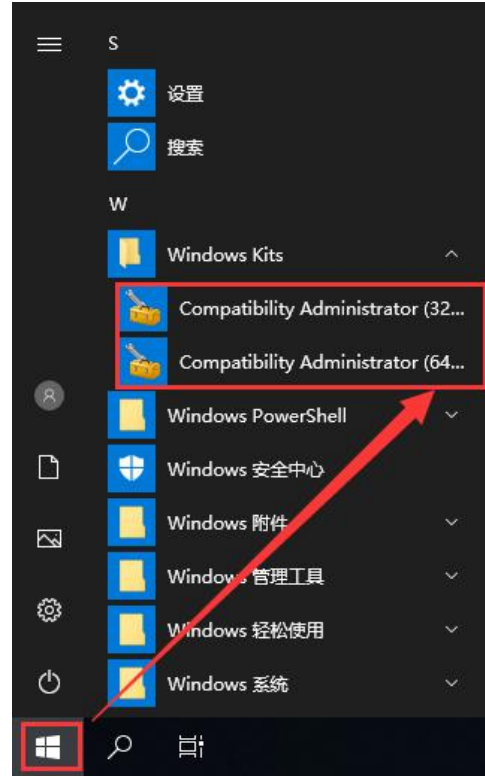 S
设置
搜索
W
Windows Kits
Compatibility Administrator (32...
Compatibility Administrator (64...
Windows PowerShell
Windows 安全中心
Windows 附件
Windows 管理工具
Windows 轻松使用
Windows 系统